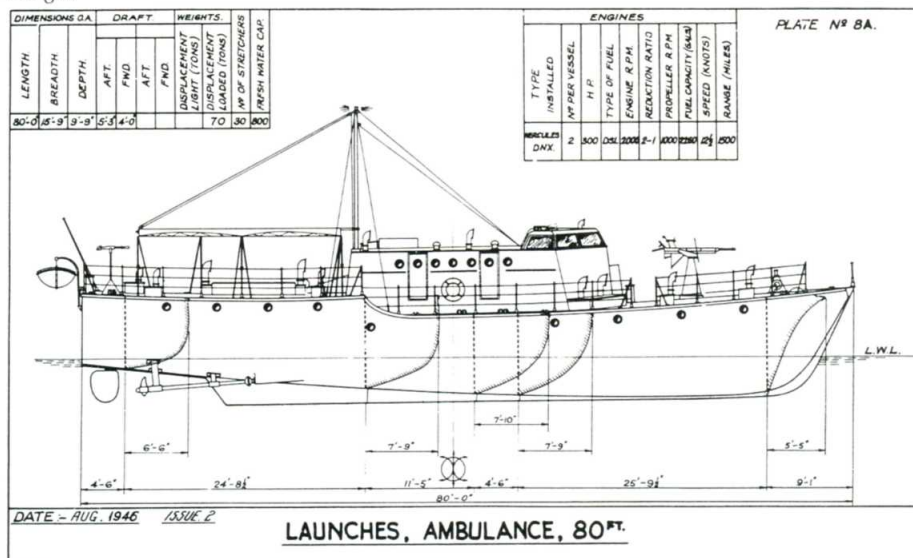 DIMENSIONS O.A. DRAFT. WEIGHTS.
LENGTH. BREADTH. DEPTH. AFT. FWD. AFT. FWD. DISPLACEMENT LIGHT (TONS) DISPLACEMENT LOADED (TONS) Nº OF STRETCHERS FRESH WATER CAP.
80'-0" 15'-9" 9'-9" 5'-3" 4'-0" 70 30 800
ENGINES
TYPE INSTALLED Nº PER VESSEL H.P. TYPE OF FUEL ENGINE R.P.M. REDUCTION RATIO PROPELLER R.P.M. FUEL CAPACITY (GALS) SPEED (KNOTS) RANGE (MILES)
HERCULES DNX. 2 300 DSL 2000 2-1 1000 12½ 1500
PLATE Nº 8A.
L.W.L.
7'-10"
6'-6" 7'-9" 7'-9" 5'-5"
4'-6" 24'-8½" 11'-5" 4'-6" 25'-9½" 9'-1"
80'-0"
DATE :- AUG. 1946 ISSUE 2
LAUNCHES, AMBULANCE, 80FT.